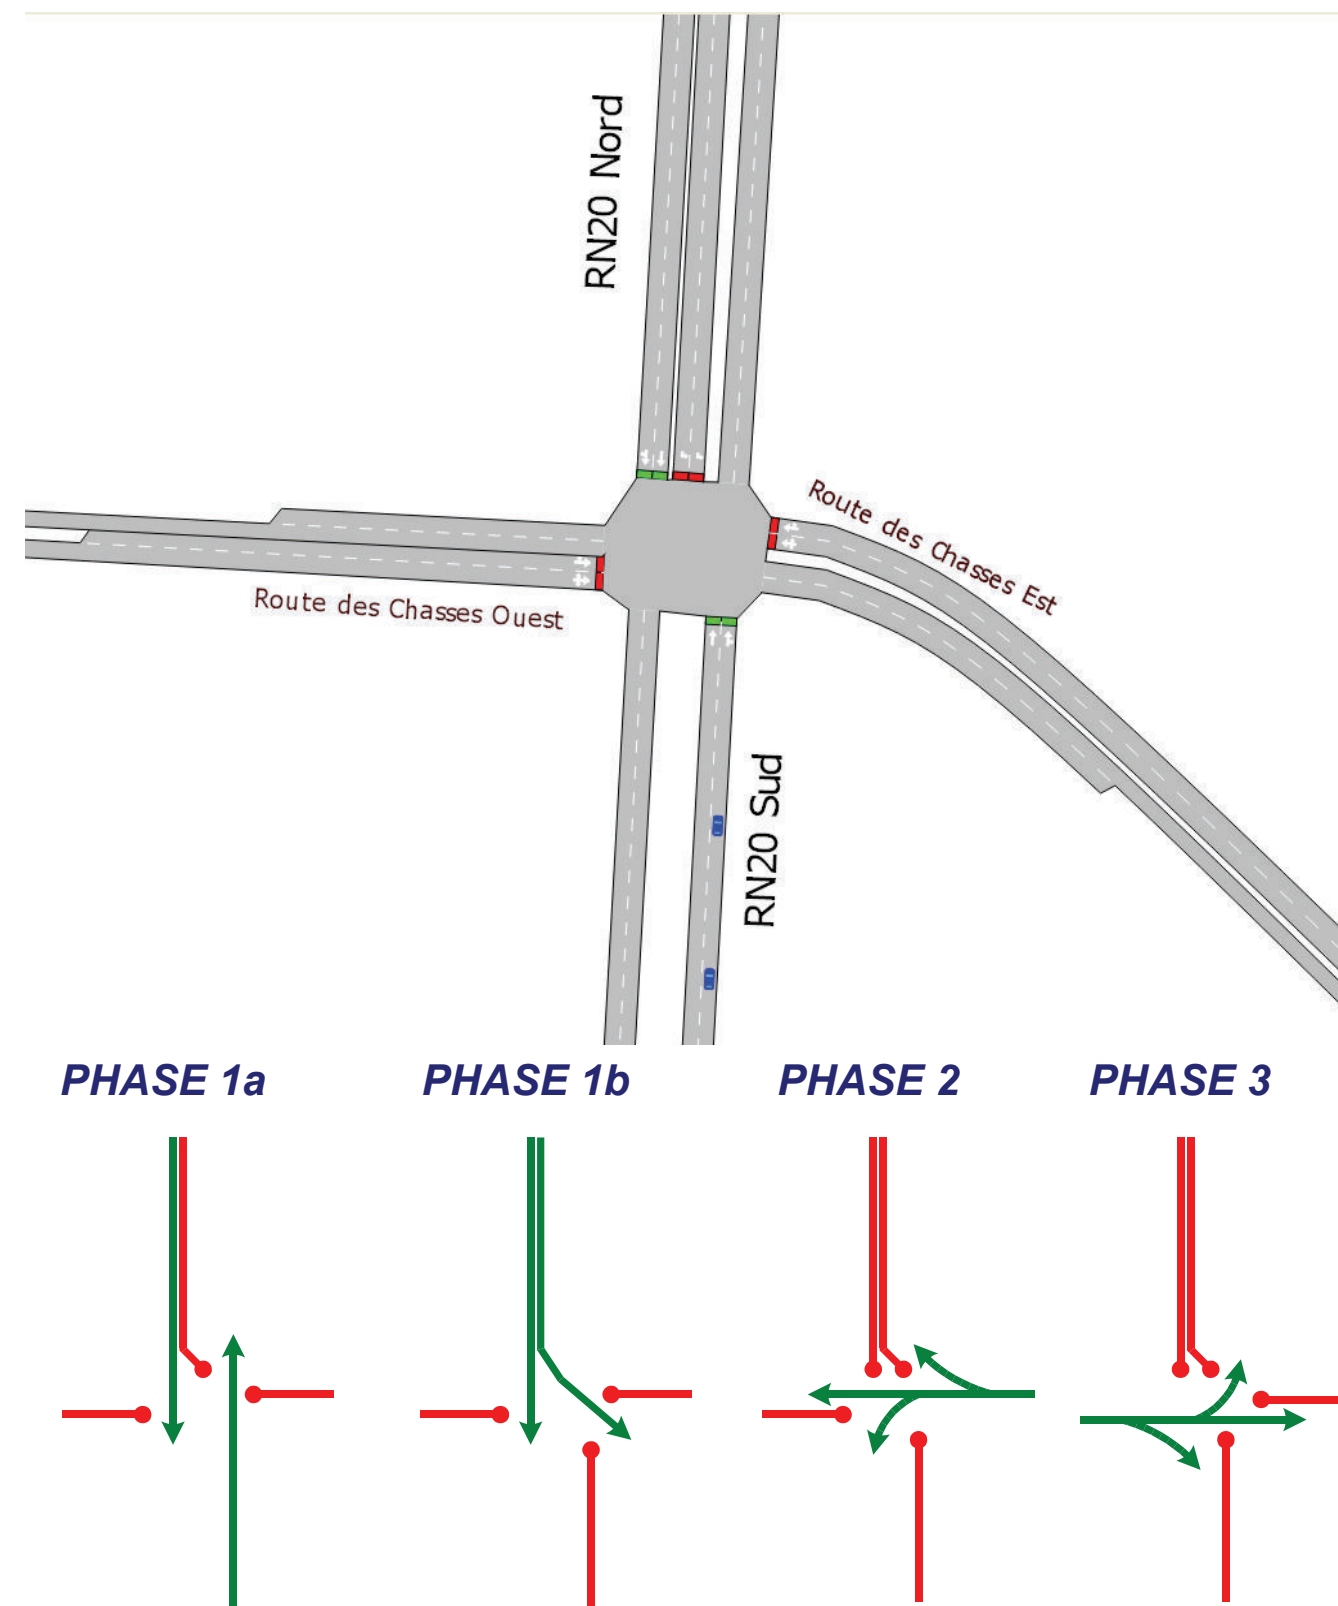 RN20 Nord
Route des Chasses Est
Route des Chasses Ouest
RN20 Sud
PHASE 1a
PHASE 1b
PHASE 2
PHASE 3